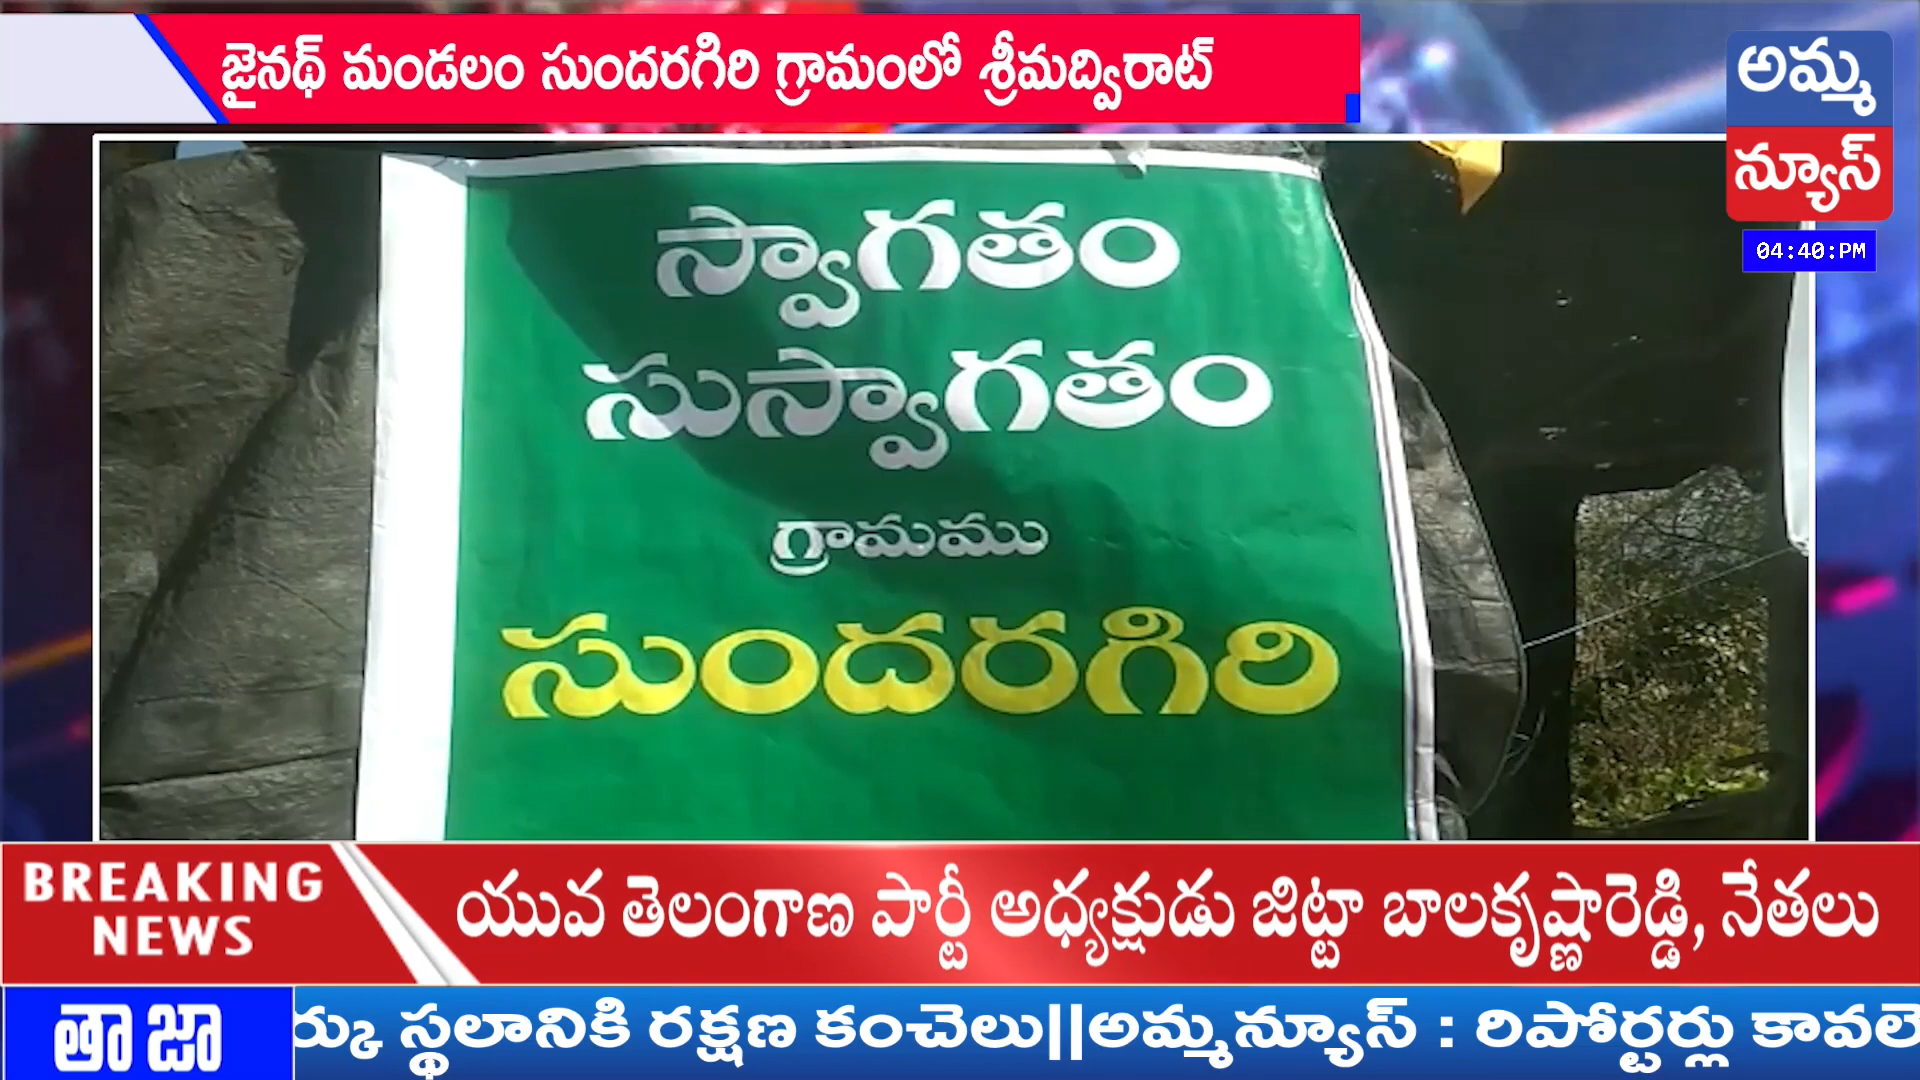 జైనథ్ మండలం సుందరగిరి గ్రామంలో శ్రీమద్విరాట్
అమ్మ
న్యూస్
04:40:PM
స్వాగతం
సుస్వాగతం
గ్రామము
సుందరగిరి
BREAKING
NEWS
యువ తెలంగాణ పార్టీ అధ్యక్షుడు జిట్టా బాలకృష్ణారెడ్డి, నేతలు
తాజా
స్థలానికి రక్షణ కంచెలు||అమ్మన్యూస్ : రిపోర్టర్లు